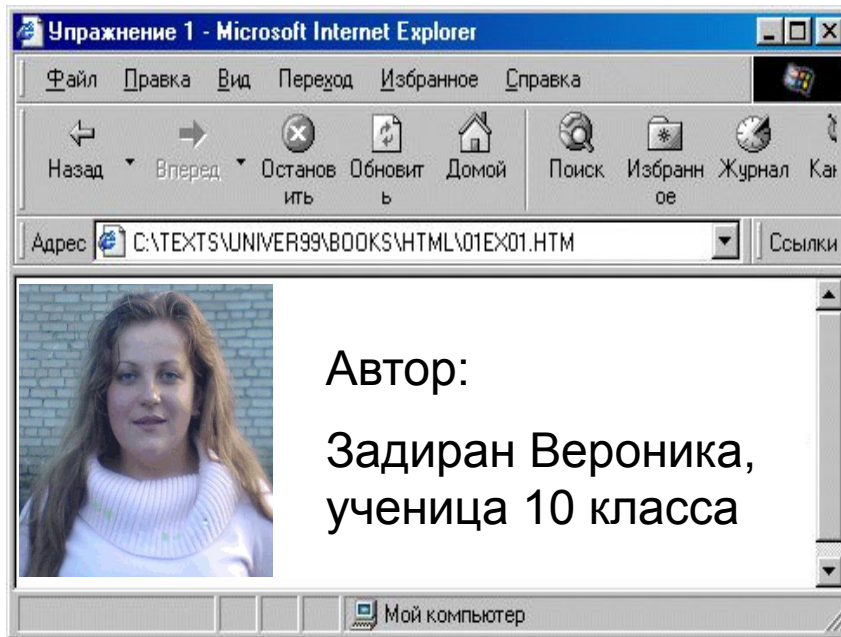 Упражнение 1 - Microsoft Internet Explorer
Файл Правка Вид Переход Избранное Справка
Назад Вперед Останов Обновит Домой Поиск Избранн Журнал Кан
ить ь ое
Адрес C:\TEXTS\UNIVER99\BOOKS\HTML\01EX01.HTM Ссылки
Автор:
Задиран Вероника,
ученица 10 класса
Мой компьютер